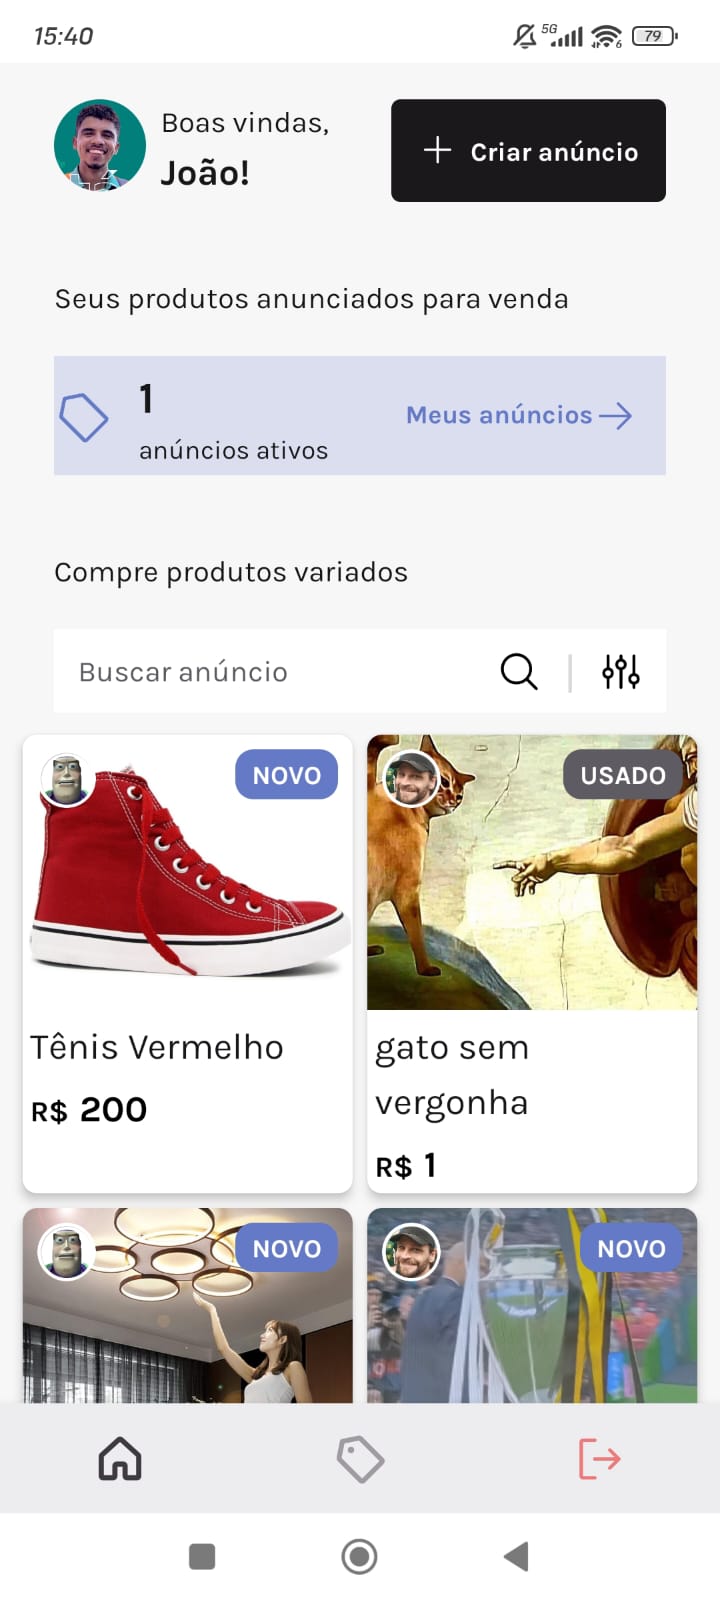 15:40
5G
6
79
Boas vindas,
João!
Criar anúncio
Seus produtos anunciados para venda
1
anúncios ativos
Meus anúncios
Compre produtos variados
Buscar anúncio
NOVO
USADO
Tênis Vermelho
R$ 200
gato sem
vergonha
R$ 1
NOVO
NOVO